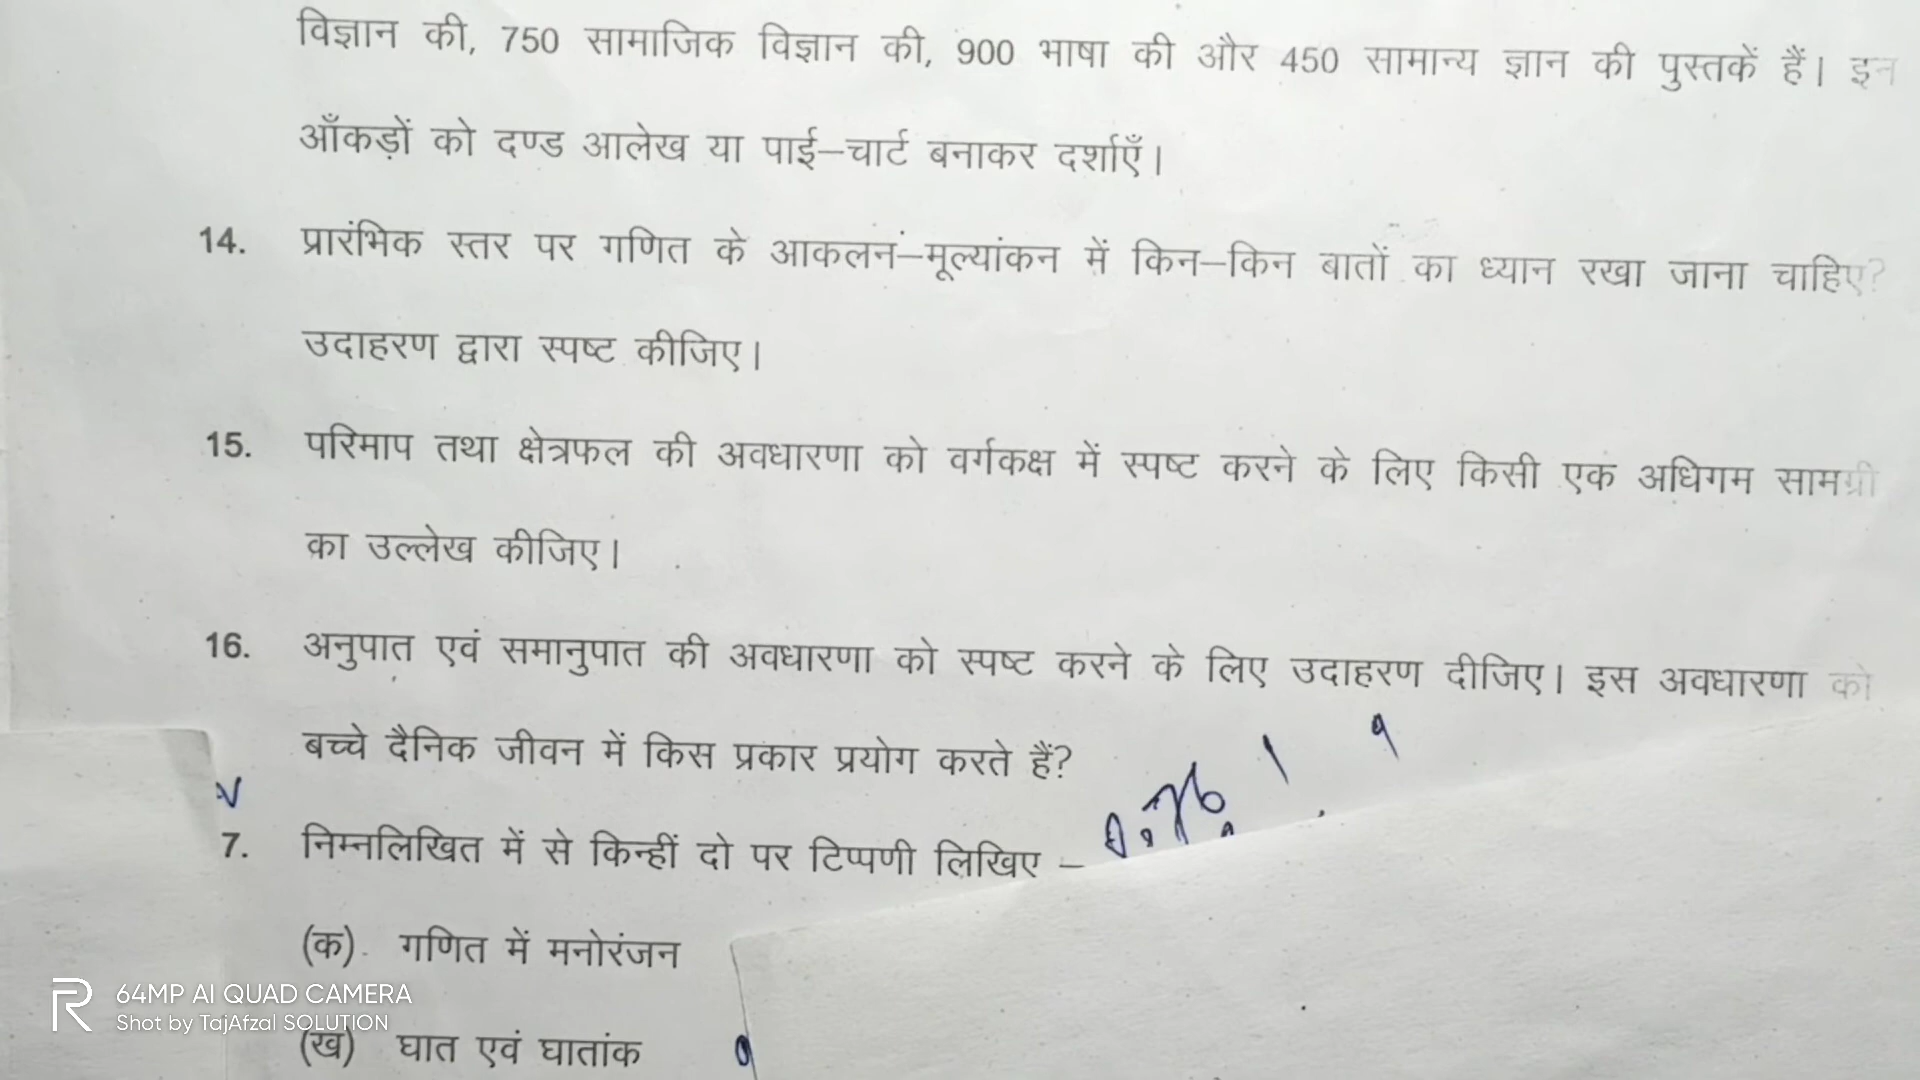 विज्ञान की, 750 सामाजिक विज्ञान की, 900 भाषा की और 450 सामान्य ज्ञान की पुस्तकें हैं। इन
आँकड़ों को दण्ड आलेख या पाई–चार्ट बनाकर दर्शाएँ।
14. प्रारंभिक स्तर पर गणित के आकलन–मूल्यांकन में किन–किन बातों का ध्यान रखा जाना चाहिए?
उदाहरण द्वारा स्पष्ट कीजिए।
15. परिमाप तथा क्षेत्रफल की अवधारणा को वर्गकक्ष में स्पष्ट करने के लिए किसी एक अधिगम सामग्री
का उल्लेख कीजिए।
16. अनुपात एवं समानुपात की अवधारणा को स्पष्ट करने के लिए उदाहरण दीजिए। इस अवधारणा को
बच्चे दैनिक जीवन में किस प्रकार प्रयोग करते हैं?
7. निम्नलिखित में से किन्हीं दो पर टिप्पणी लिखिए –
(क) गणित में मनोरंजन
64MP AI QUAD CAMERA
Shot by TajAfzal SOLUTION
(ख) घात एवं घातांक